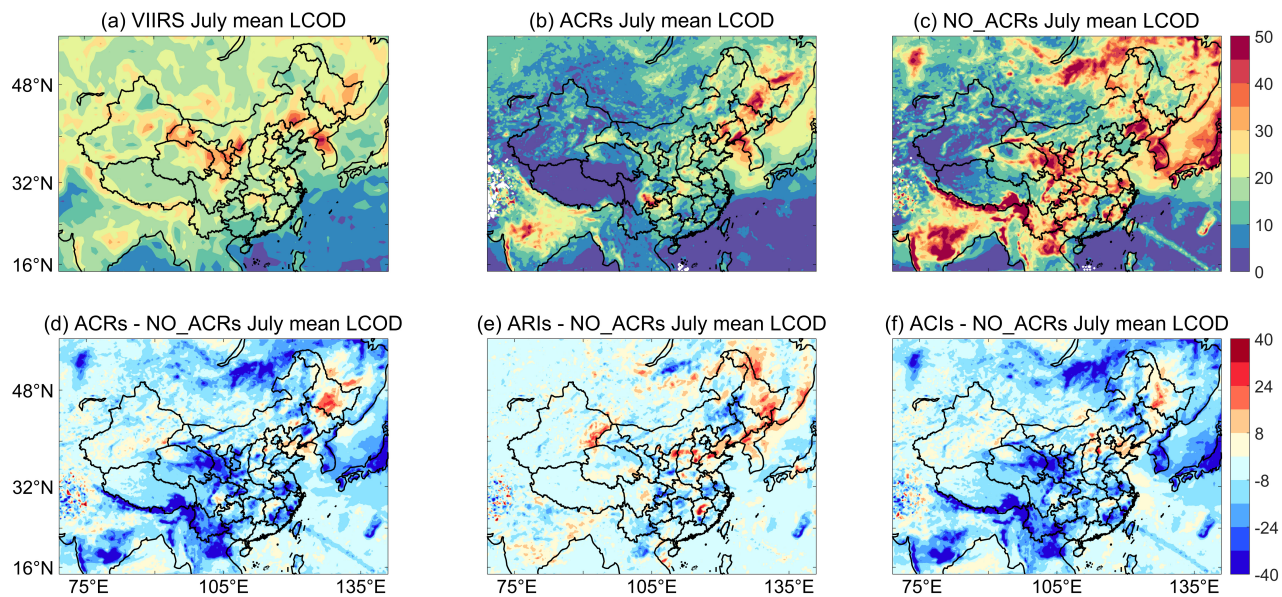 (a) VIIRS July mean LCOD
(b) ACRs July mean LCOD
(c) NO_ACRs July mean LCOD
48°N
32°N
16°N
50
40
30
20
10
0
(d) ACRs - NO_ACRs July mean LCOD
(e) ARIs - NO_ACRs July mean LCOD
(f) ACIs - NO_ACRs July mean LCOD
48°N
32°N
16°N
40
24
8
-8
-24
-40
75°E 105°E 135°E
75°E 105°E 135°E
75°E 105°E 135°E